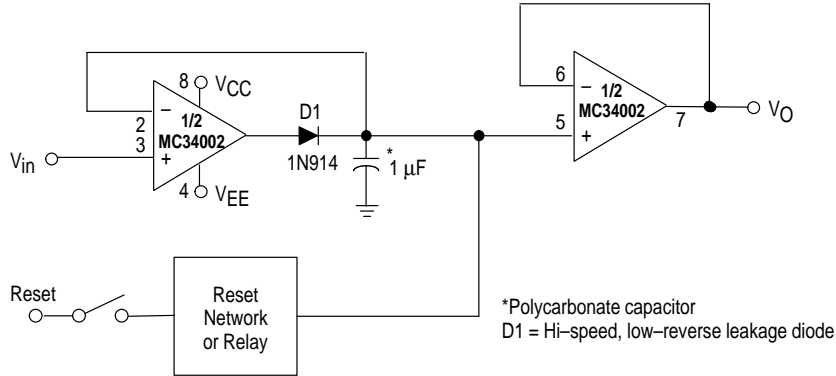 8
VCC
2
1/2
MC34002
3
−
+
Vin
4
VEE
D1
1N914
*
1 μF
6
−
1/2
MC34002
5
+
7
VO
Reset
Reset
Network
or Relay
*Polycarbonate capacitor
D1 = Hi–speed, low–reverse leakage diode